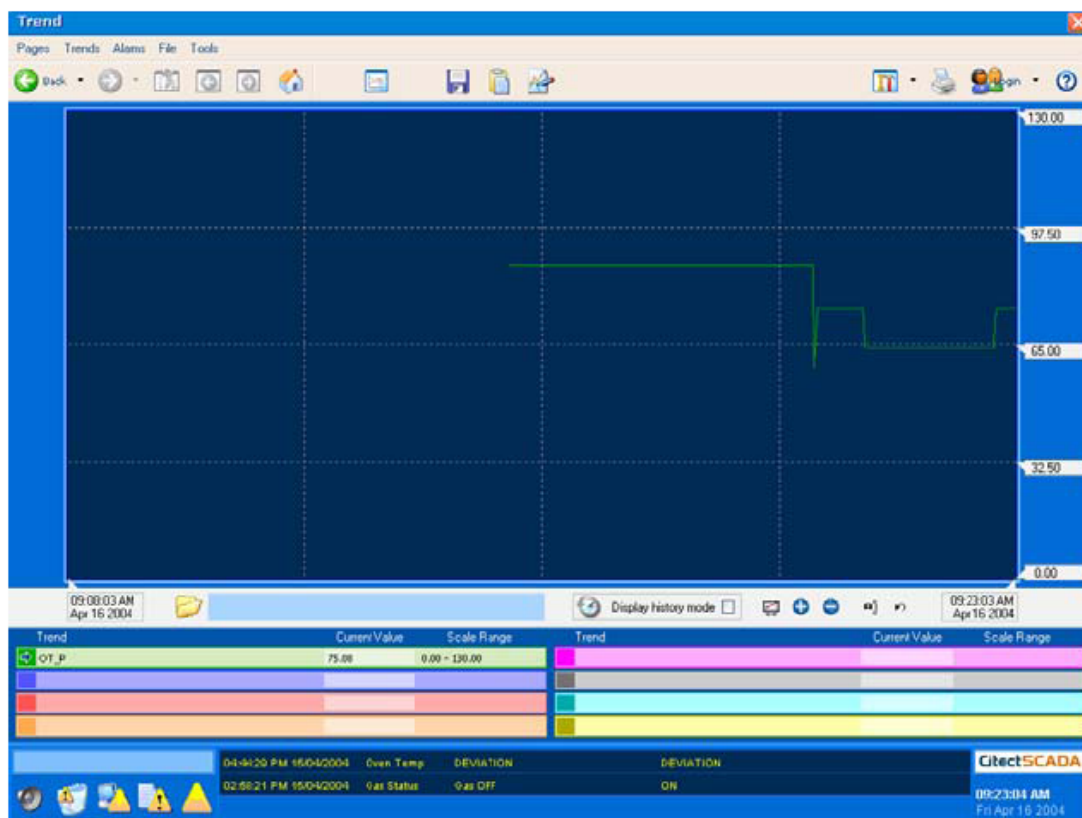 Trend
Pages Trends Alarms File Tools
Back Login
130.00
97.50
65.00
32.50
0.00
09:08:03 AM
Apr 16 2004
Display history mode
09:23:03 AM
Apr 16 2004
Trend Current Value Scale Range Trend Current Value Scale Range
OT_P 75.00 0.00 - 130.00
04:44:29 PM 15/04/2004 Oven Temp DEVIATION DEVIATION
02:58:21 PM 15/04/2004 Gas Status Gas OFF ON
CitectSCADA
09:23:04 AM
Fri Apr 16 2004